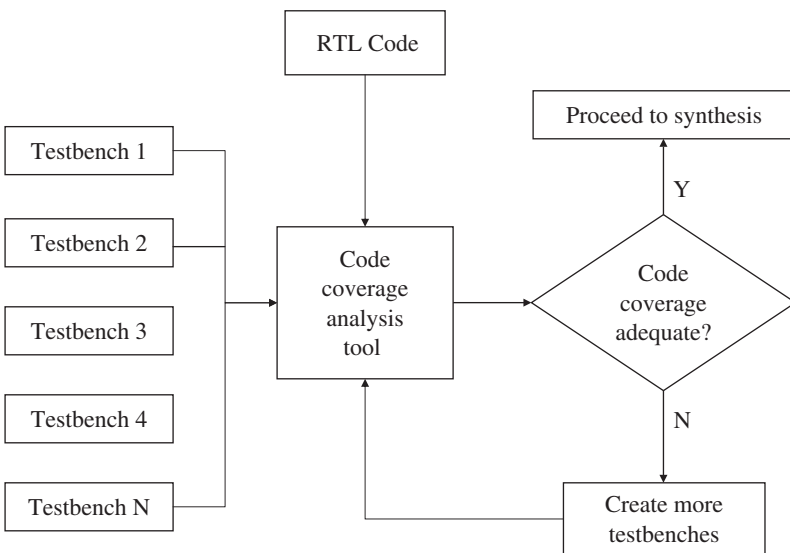 RTL Code
Proceed to synthesis
Testbench 1
Y
Testbench 2
Code
coverage
analysis
tool
Code
coverage
adequate?
Testbench 3
Testbench 4
N
Testbench N
Create more
testbenches